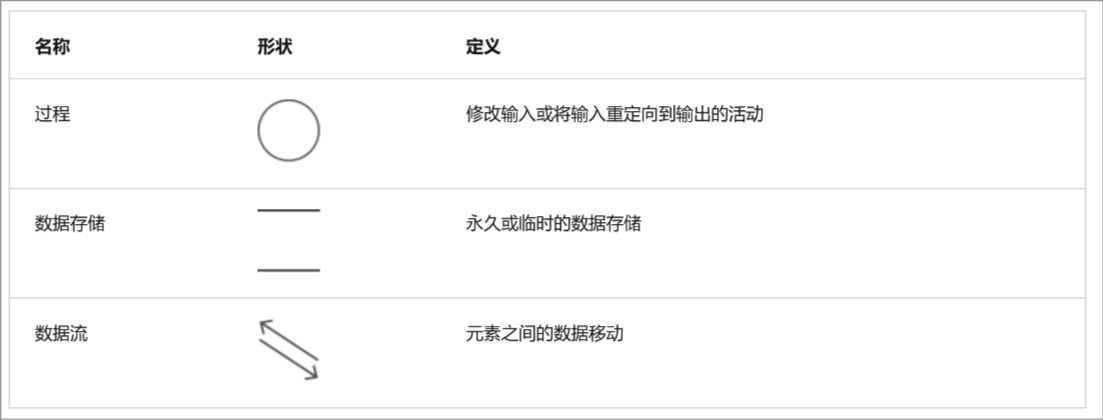 名称 形状 定义
过程 修改输入或将输入重定向到输出的活动
数据存储 永久或临时的数据存储
数据流 元素之间的数据移动